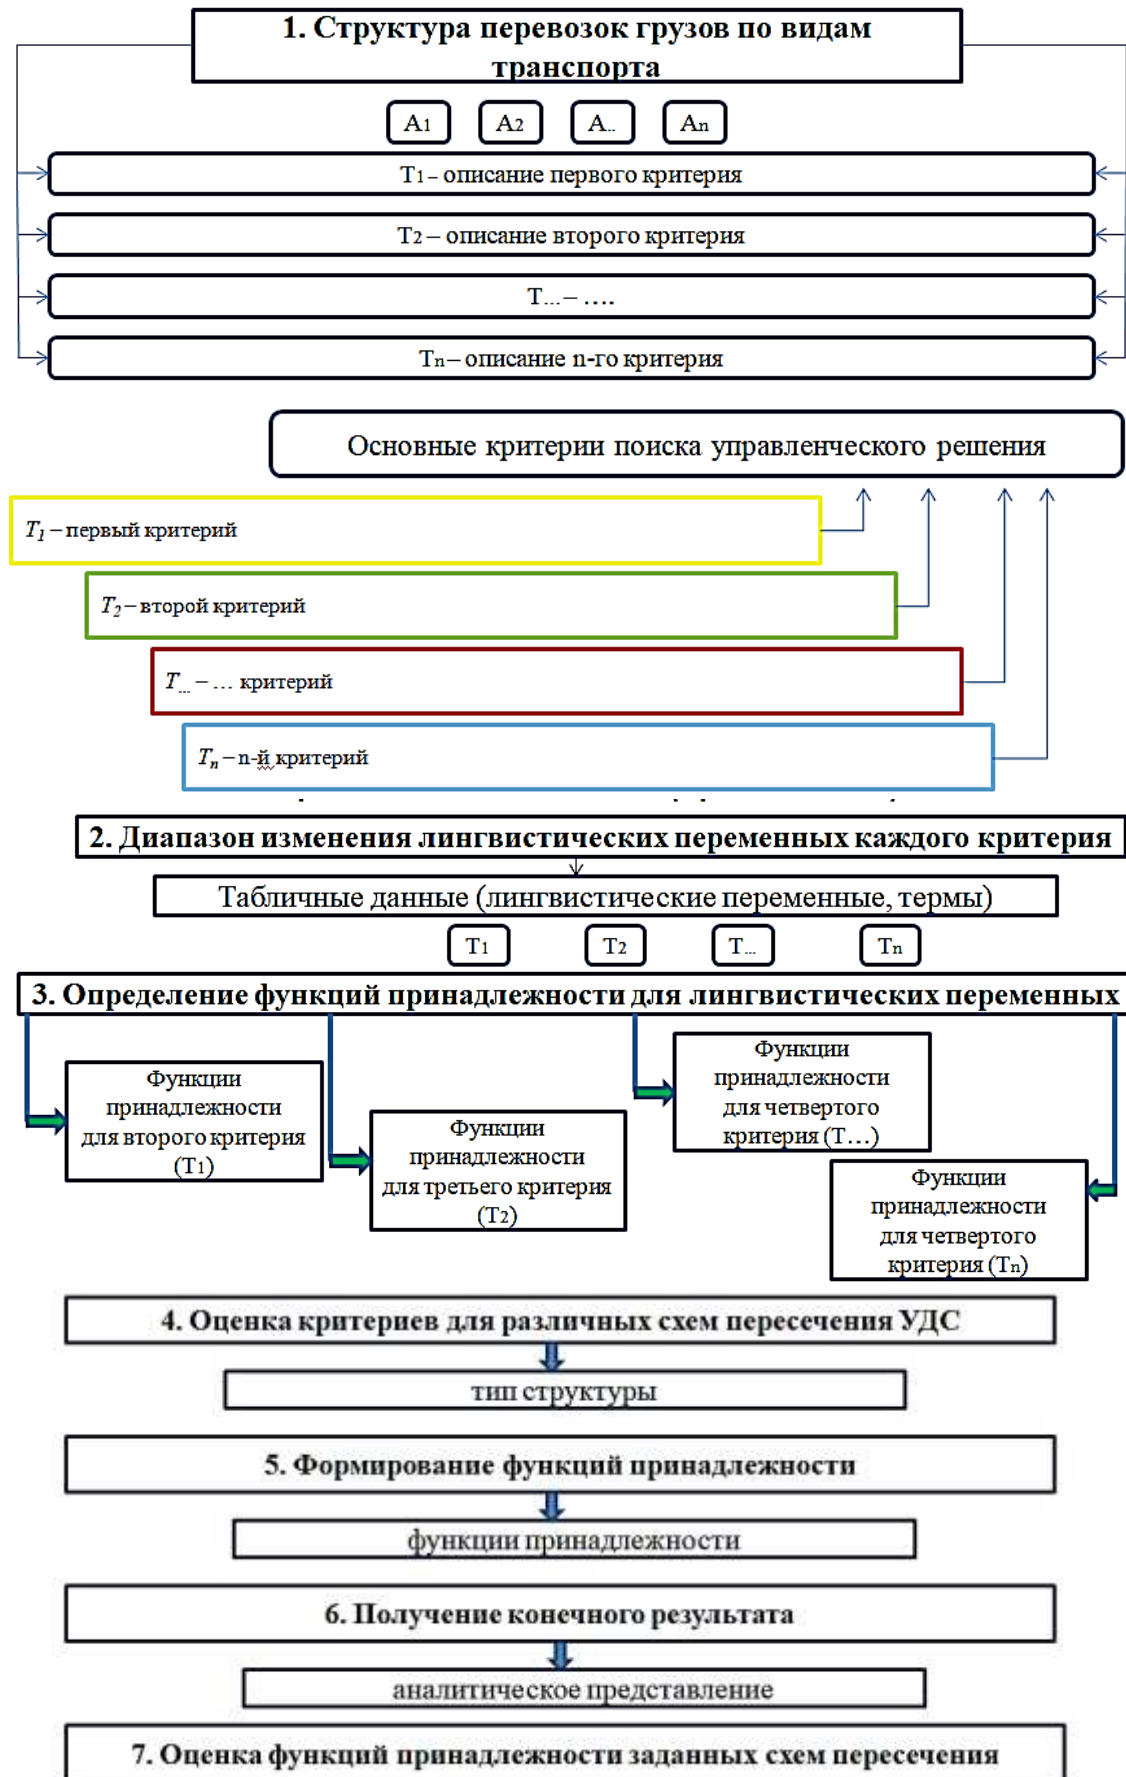 1. Структура перевозок грузов по видам
транспорта
A1 A2 A... An
T1 – описание первого критерия
T2 – описание второго критерия
T... – ....
Tn – описание n-го критерия
Основные критерии поиска управленческого решения
T1 – первый критерий
T2 – второй критерий
T... – ... критерий
Tn – n-й критерий
2. Диапазон изменения лингвистических переменных каждого критерия
Табличные данные (лингвистические переменные, термы)
T1 T2 T... Tn
3. Определение функций принадлежности для лингвистических переменных
Функции
принадлежности
для второго критерия
(T1)
Функции
принадлежности
для третьего критерия
(T2)
Функции
принадлежности
для четвертого
критерия (T...)
Функции
принадлежности
для четвертого
критерия (Tn)
4. Оценка критериев для различных схем пересечения УДС
тип структуры
5. Формирование функций принадлежности
функции принадлежности
6. Получение конечного результата
аналитическое представление
7. Оценка функций принадлежности заданных схем пересечения